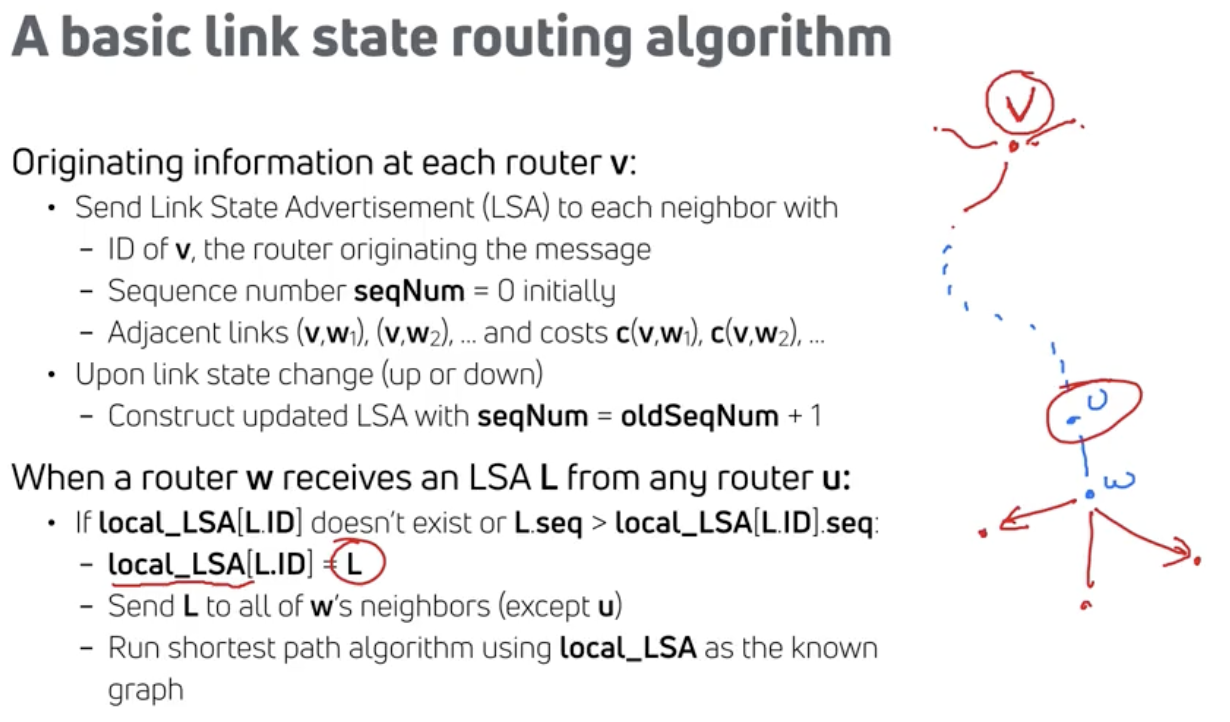 A basic link state routing algorithm
V
Originating information at each router v:
• Send Link State Advertisement (LSA) to each neighbor with
– ID of v, the router originating the message
– Sequence number seqNum = 0 initially
– Adjacent links (v,w₁), (v,w₂), ... and costs c(v,w₁), c(v,w₂), ...
• Upon link state change (up or down)
– Construct updated LSA with seqNum = oldSeqNum + 1
U
When a router w receives an LSA L from any router u:
w
• If local_LSA[L.ID] doesn't exist or L.seq > local_LSA[L.ID].seq:
– local_LSA[L.ID] = L
– Send L to all of w's neighbors (except u)
– Run shortest path algorithm using local_LSA as the known
graph